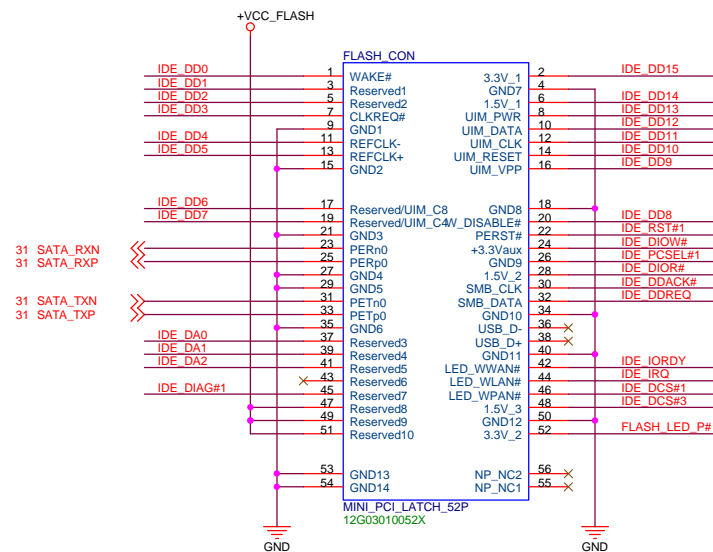 +VCC_FLASH
FLASH_CON
IDE_DD0 1 WAKE# 3.3V_1 2 IDE_DD15
IDE_DD1 3 Reserved1 GND7 4
IDE_DD2 5 Reserved2 1.5V_1 6 IDE_DD14
IDE_DD3 7 CLKREQ# UIM_PWR 8 IDE_DD13
9 GND1 UIM_DATA 10 IDE_DD12
IDE_DD4 11 REFCLK- UIM_CLK 12 IDE_DD11
IDE_DD5 13 REFCLK+ UIM_RESET 14 IDE_DD10
15 GND2 UIM_VPP 16 IDE_DD9
IDE_DD6 17 Reserved/UIM_C8 GND8 18
IDE_DD7 19 Reserved/UIM_C4 W_DISABLE# 20 IDE_DD8
21 GND3 PERST# 22 IDE_RST#1
31 SATA_RXN 23 PERn0 +3.3Vaux 24 IDE_DIOW#
31 SATA_RXP 25 PERp0 GND9 26 IDE_PCSEL#1
27 GND4 1.5V_2 28 IDE_DIOR#
29 GND5 SMB_CLK 30 IDE_DDACK#
31 SATA_TXN 31 PETn0 SMB_DATA 32 IDE_DDREQ
31 SATA_TXP 33 PETp0 GND10 34
35 GND6 USB_D- 36
IDE_DA0 37 Reserved3 USB_D+ 38
IDE_DA1 39 Reserved4 GND11 40
IDE_DA2 41 Reserved5 LED_WWAN# 42 IDE_IORDY
43 Reserved6 LED_WLAN# 44 IDE_IRQ
IDE_DIAG#1 45 Reserved7 LED_WPAN# 46 IDE_DCS#1
47 Reserved8 1.5V_3 48 IDE_DCS#3
49 Reserved9 GND12 50
51 Reserved10 3.3V_2 52 FLASH_LED_P#
53 GND13 NP_NC2 56
54 GND14 NP_NC1 55
MINI_PCI_LATCH_52P
12G03010052X
GND GND